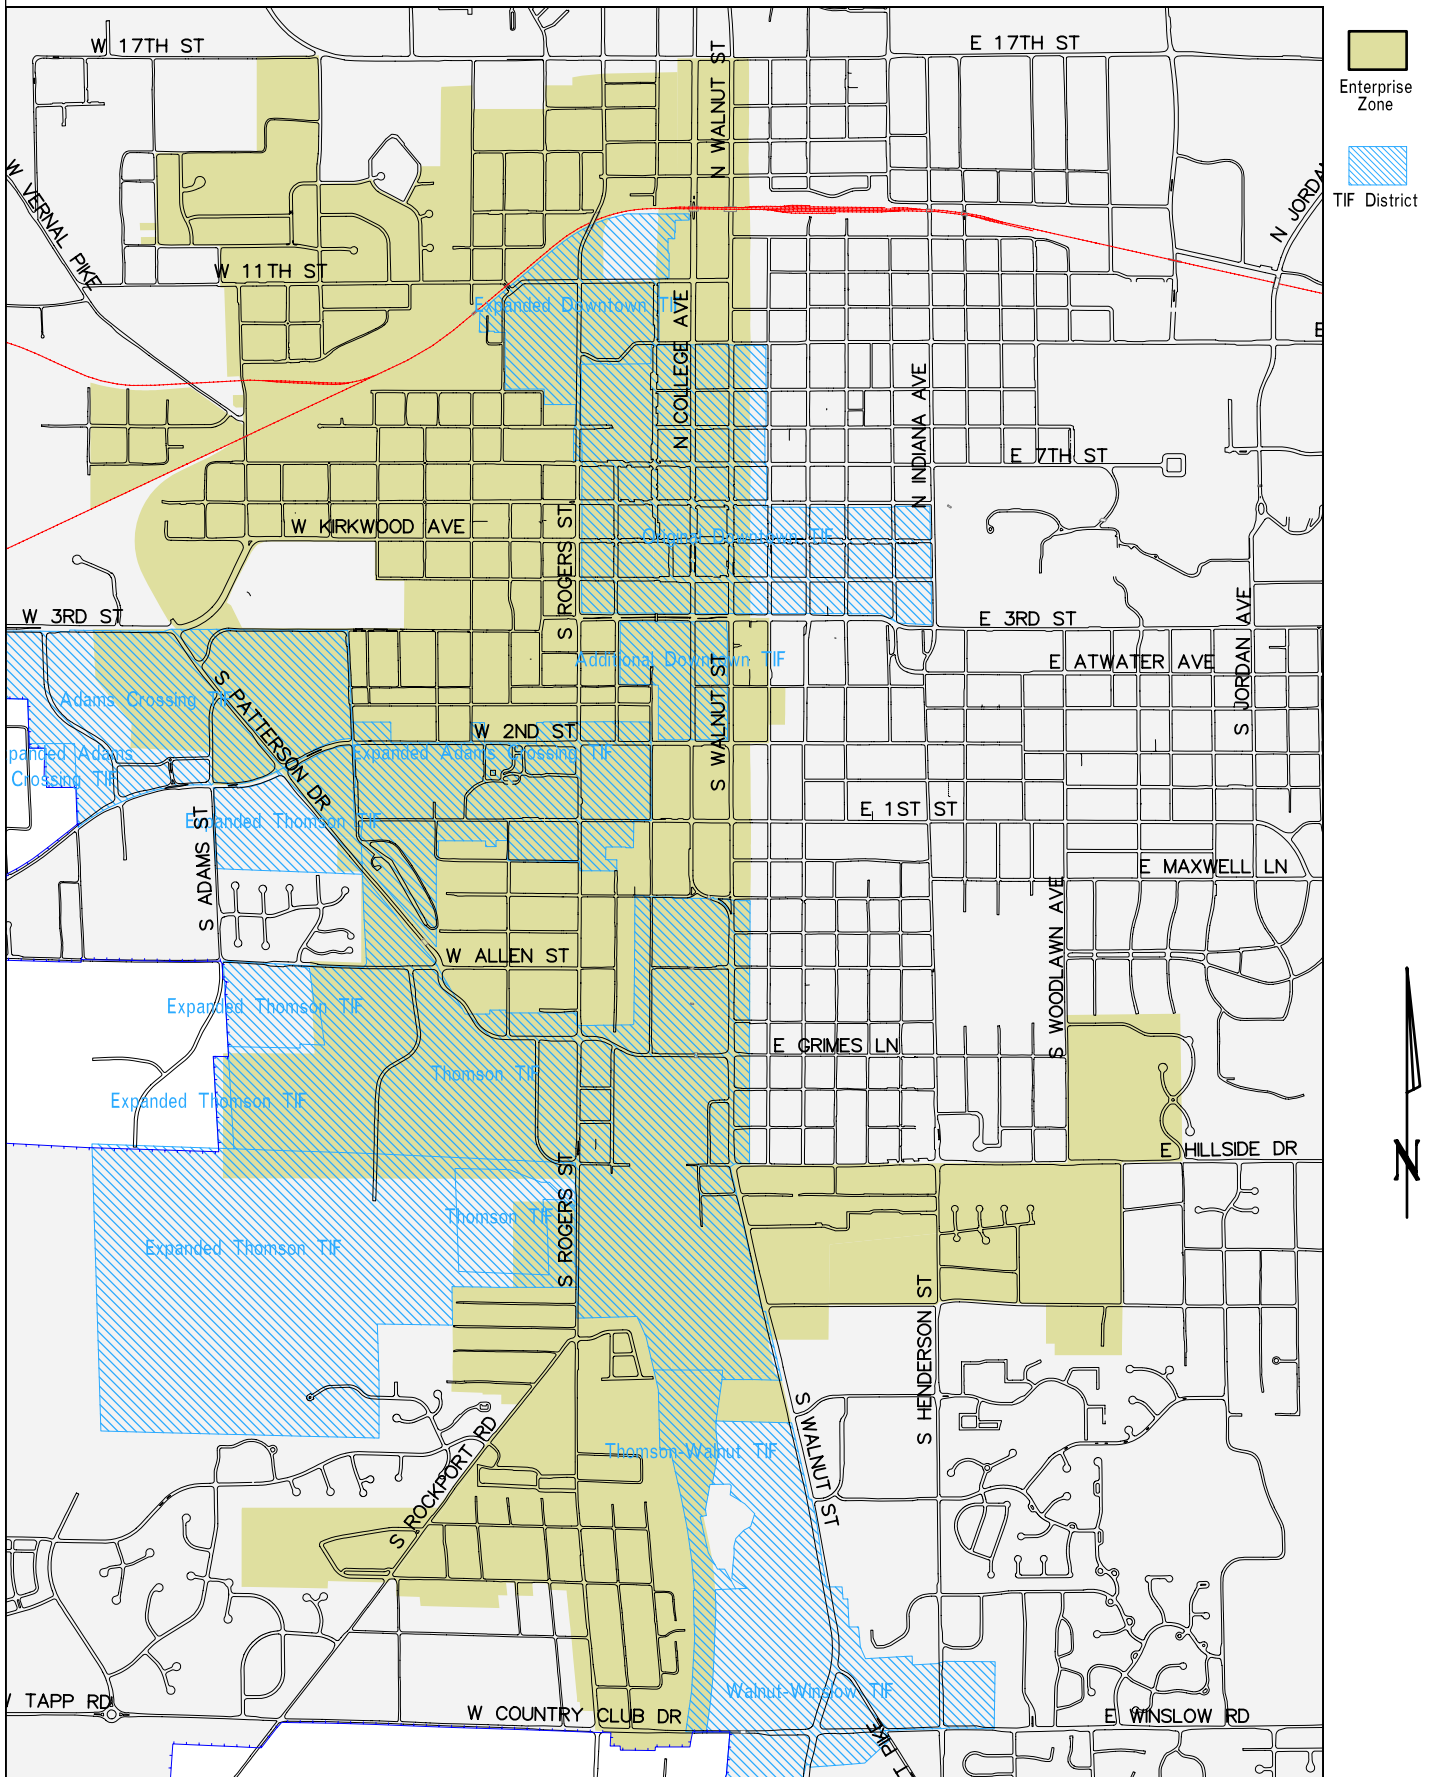 W 17TH ST
E 17TH ST
N WALNUT ST
Enterprise
Zone
TIF District
W VERNAL PIKE
W 11TH ST
Expanded Downtown TIF
N COLLEGE AVE
N INDIANA AVE
E 7TH ST
W KIRKWOOD AVE
S ROGERS ST
Original Downtown TIF
W 3RD ST
E 3RD ST
S JORDAN AVE
Additional Downtown TIF
E ATWATER AVE
S WALNUT ST
S PATTERSON DR
Adams Crossing TIF
W 2ND ST
Expanded Adams Crossing TIF
panded Adams
Crossing TIF
E 1ST ST
Expanded Thomson TIF
S ADAMS ST
E MAXWELL LN
S WOODLAWN AVE
W ALLEN ST
Expanded Thomson TIF
E GRIMES LN
Thomson TIF
Expanded Thomson TIF
N
E HILLSIDE DR
S ROGERS ST
Thomson TIF
Expanded Thomson TIF
S HENDERSON ST
S WALNUT ST
Thomson-Walnut TIF
S ROCKPORT RD
Walnut-Winslow TIF
TAPP RD
W COUNTRY CLUB DR
E WINSLOW RD
PIKE